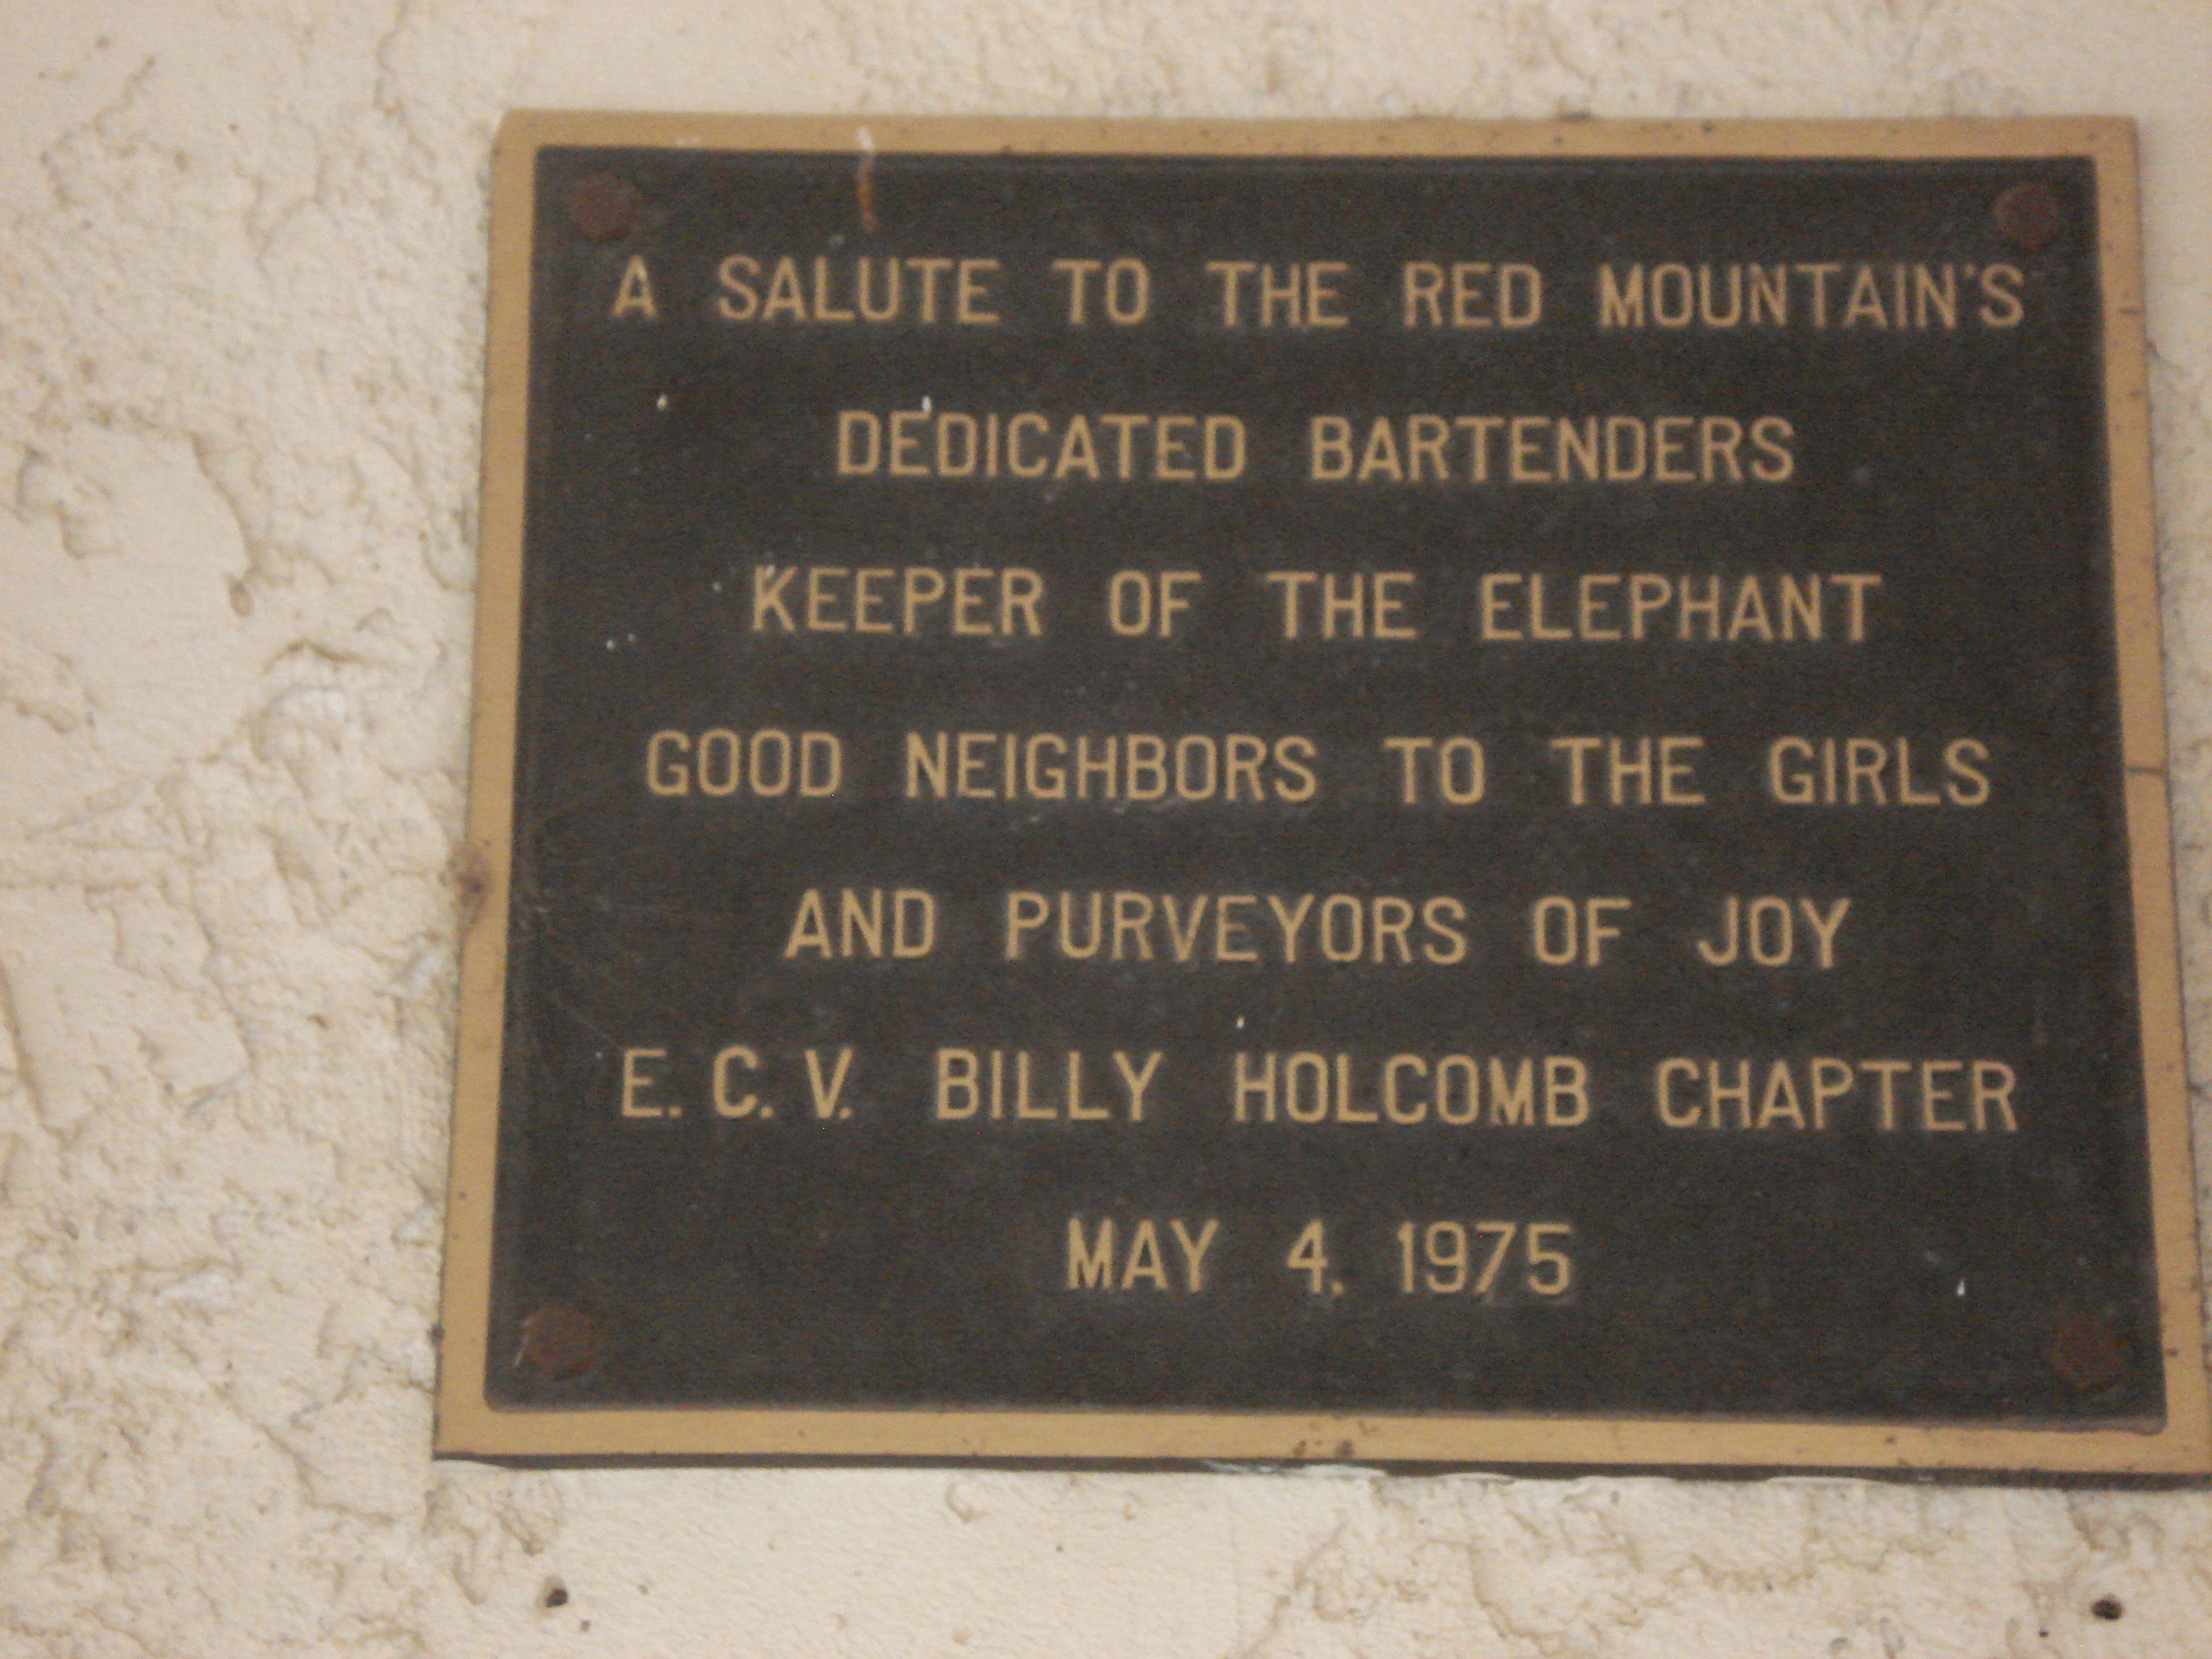 A SALUTE TO THE RED MOUNTAIN'S
DEDICATED BARTENDERS
KEEPER OF THE ELEPHANT
GOOD NEIGHBORS TO THE GIRLS
AND PURVEYORS OF JOY
E. C. V. BILLY HOLCOMB CHAPTER
MAY 4, 1975